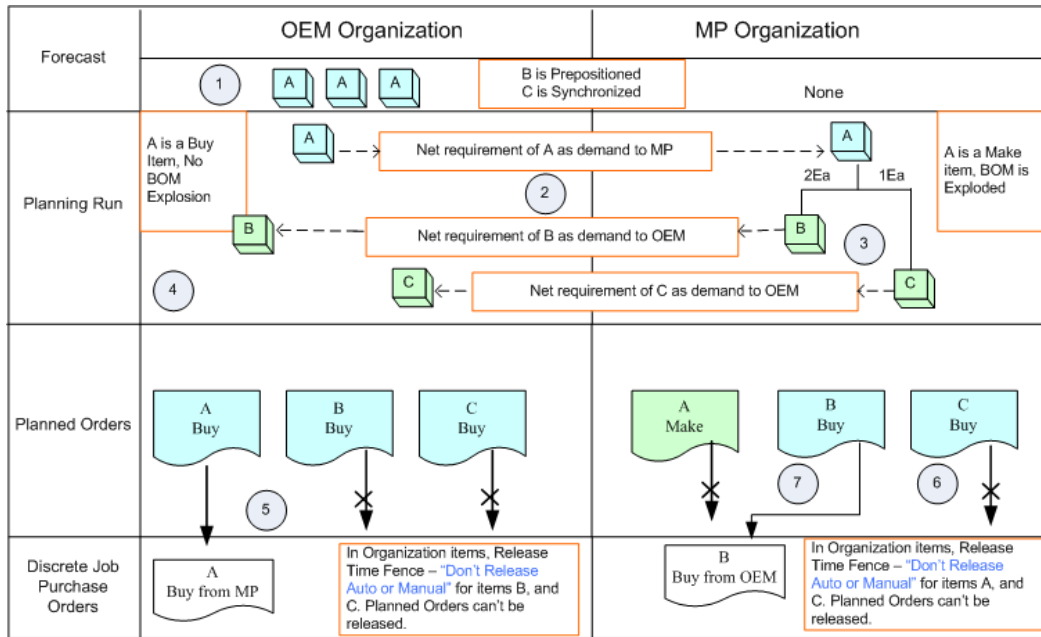 OEM Organization
MP Organization
Forecast
1
A
A
A
B is Prepositioned
C is Synchronized
None
Planning Run
A is a Buy
Item, No
BOM
Explosion
A
Net requirement of A as demand to MP
A
A is a Make
item, BOM is
Exploded
2Ea
1Ea
2
B
Net requirement of B as demand to OEM
B
3
4
C
Net requirement of C as demand to OEM
C
Planned Orders
A
Buy
B
Buy
C
Buy
A
Make
B
Buy
C
Buy
5
7
6
Discrete Job
Purchase
Orders
A
Buy from MP
In Organization items, Release
Time Fence – “Don’t Release
Auto or Manual” for items B, and
C. Planned Orders can’t be
released.
B
Buy from OEM
In Organization items, Release
Time Fence – “Don’t Release
Auto or Manual” for items A, and
C. Planned Orders can’t be
released.